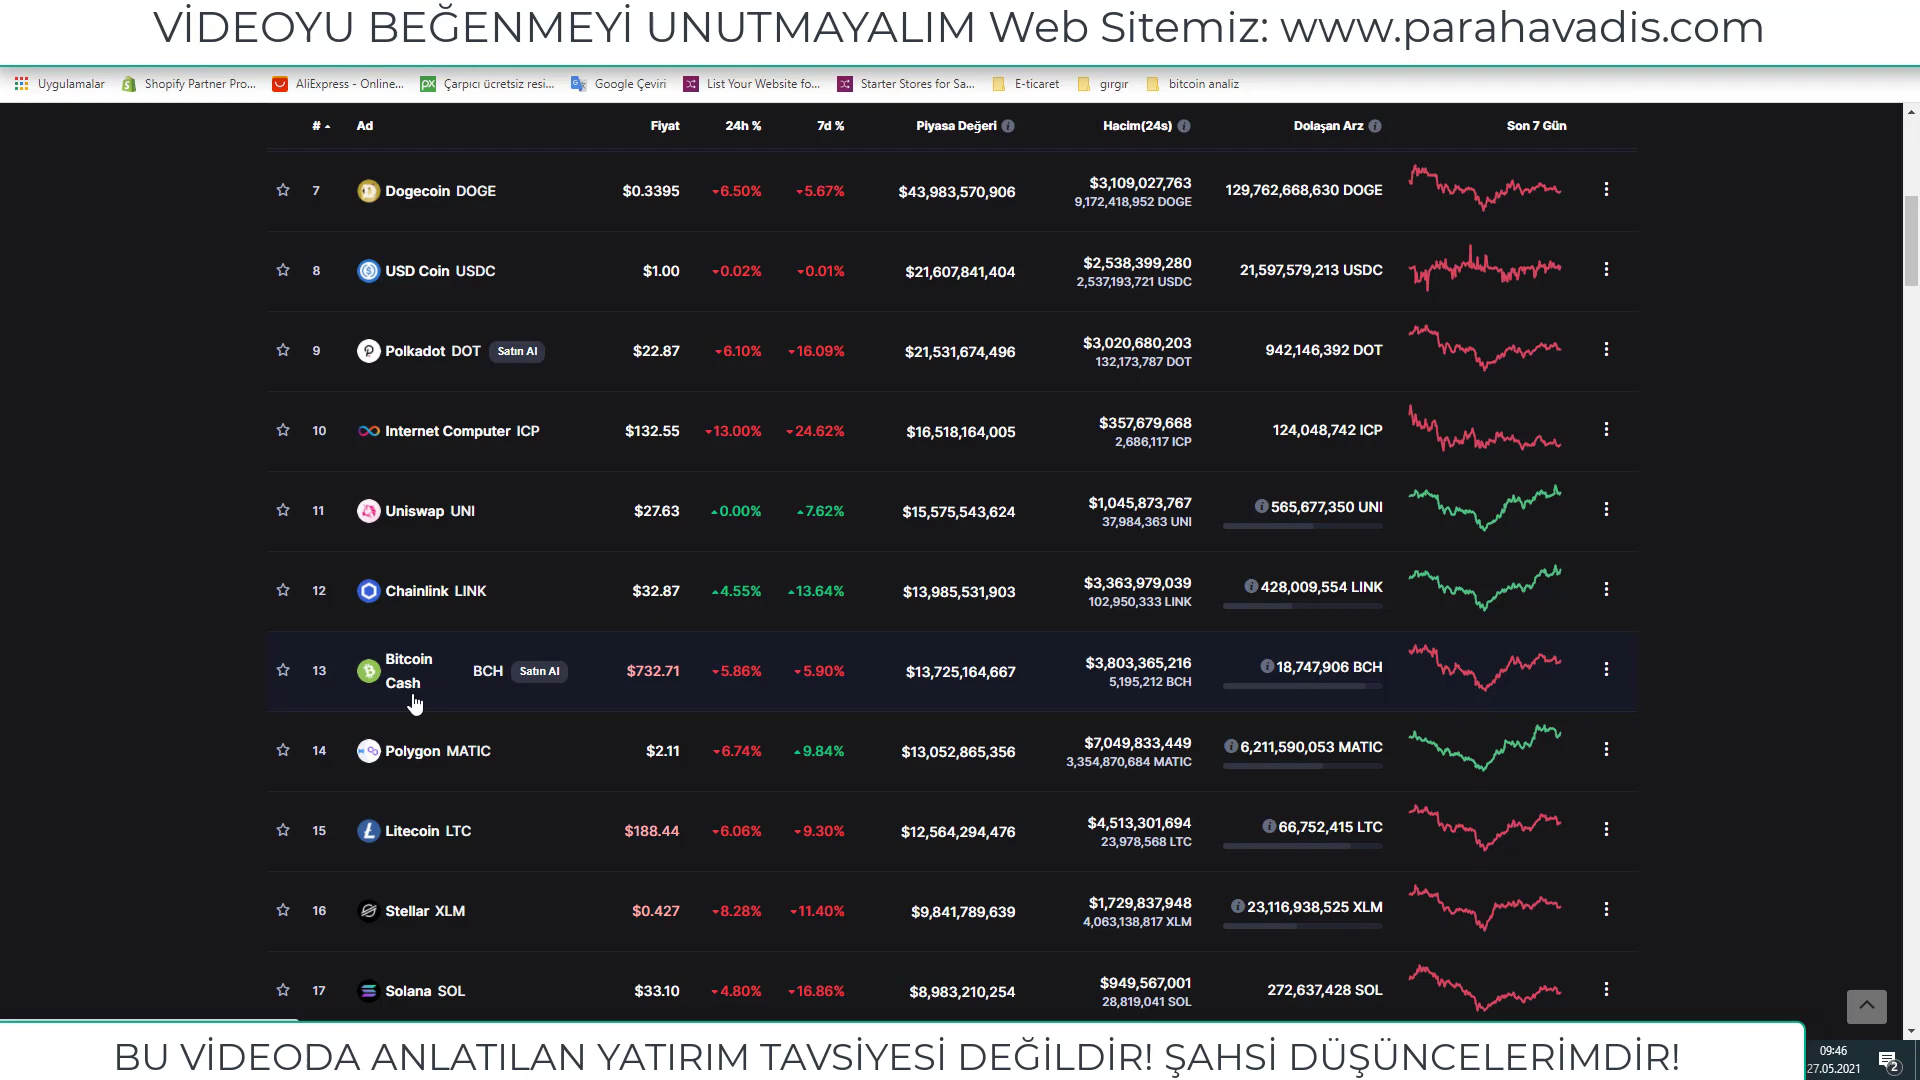 VİDEOYU BEĞENMEYİ UNUTMAYALIM Web Sitemiz: www.parahavadis.com
Uygulamalar Shopify Partner Pro... AliExpress - Online... Çarpıcı ücretsiz resi... Google Çeviri List Your Website fo... Starter Stores for Sa... E-ticaret gırgır bitcoin analiz
# Ad Fiyat 24h % 7d % Piyasa Değeri Hacim(24s) Dolaşan Arz Son 7 Gün
7 Dogecoin DOGE $0.3395 6.50% 5.67% $43,983,570,906 $3,109,027,763 129,762,668,630 DOGE
9,172,418,952 DOGE
8 USD Coin USDC $1.00 0.02% 0.01% $21,607,841,404 $2,538,399,280 21,597,579,213 USDC
2,537,193,721 USDC
9 Polkadot DOT Satın Al $22.87 6.10% 16.09% $21,531,674,496 $3,020,680,203 942,146,392 DOT
132,173,787 DOT
10 Internet Computer ICP $132.55 13.00% 24.62% $16,518,164,005 $357,679,668 124,048,742 ICP
2,686,117 ICP
11 Uniswap UNI $27.63 0.00% 7.62% $15,575,543,624 $1,045,873,767 565,677,350 UNI
37,984,363 UNI
12 Chainlink LINK $32.87 4.55% 13.64% $13,985,531,903 $3,363,979,039 428,009,554 LINK
102,950,333 LINK
13 Bitcoin Cash BCH Satın Al $732.71 5.86% 5.90% $13,725,164,667 $3,803,365,216 18,747,906 BCH
5,195,212 BCH
14 Polygon MATIC $2.11 6.74% 9.84% $13,052,865,356 $7,049,833,449 6,211,590,053 MATIC
3,354,870,684 MATIC
15 Litecoin LTC $188.44 6.06% 9.30% $12,564,294,476 $4,513,301,694 66,752,415 LTC
23,978,568 LTC
16 Stellar XLM $0.427 8.28% 11.40% $9,841,789,639 $1,729,837,948 23,116,938,525 XLM
4,063,138,817 XLM
17 Solana SOL $33.10 4.80% 16.86% $8,983,210,254 $949,567,001 272,637,428 SOL
28,819,041 SOL
BU VİDEODA ANLATILAN YATIRIM TAVSİYESİ DEĞİLDİR! ŞAHSİ DÜŞÜNCELERİMDİR!
09:46
27.05.2021
2